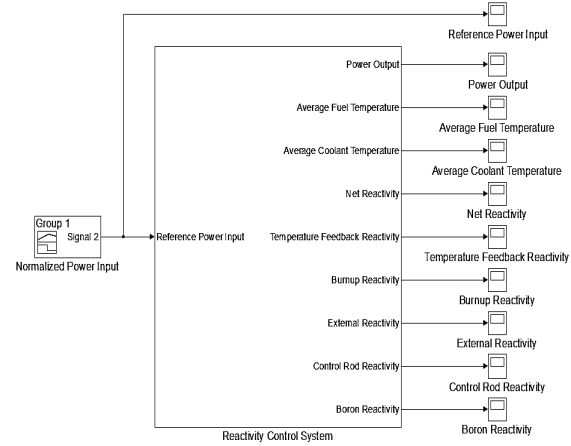 Reference Power Input
Power Output
Power Output
Average Fuel Temperature
Average Fuel Temperature
Average Coolant Temperature
Average Coolant Temperature
Net Reactivity
Net Reactivity
Group 1
Signal 2
Normalized Power Input
Reference Power Input
Temperature Feedback Reactivity
Temperature Feedback Reactivity
Burnup Reactivity
Burnup Reactivity
External Reactivity
External Reactivity
Control Rod Reactivity
Control Rod Reactivity
Boron Reactivity
Boron Reactivity
Reactivity Control System